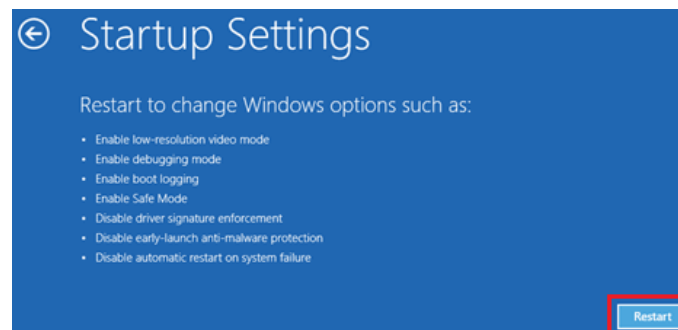 Startup Settings
Restart to change Windows options such as:
• Enable low-resolution video mode
• Enable debugging mode
• Enable boot logging
• Enable Safe Mode
• Disable driver signature enforcement
• Disable early-launch anti-malware protection
• Disable automatic restart on system failure
Restart